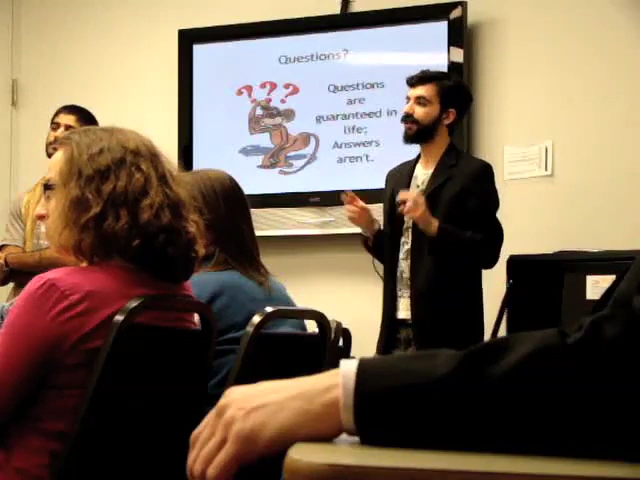 Questions?
? ? ?
Questions
are
guaranteed in
life;
Answers
aren't.